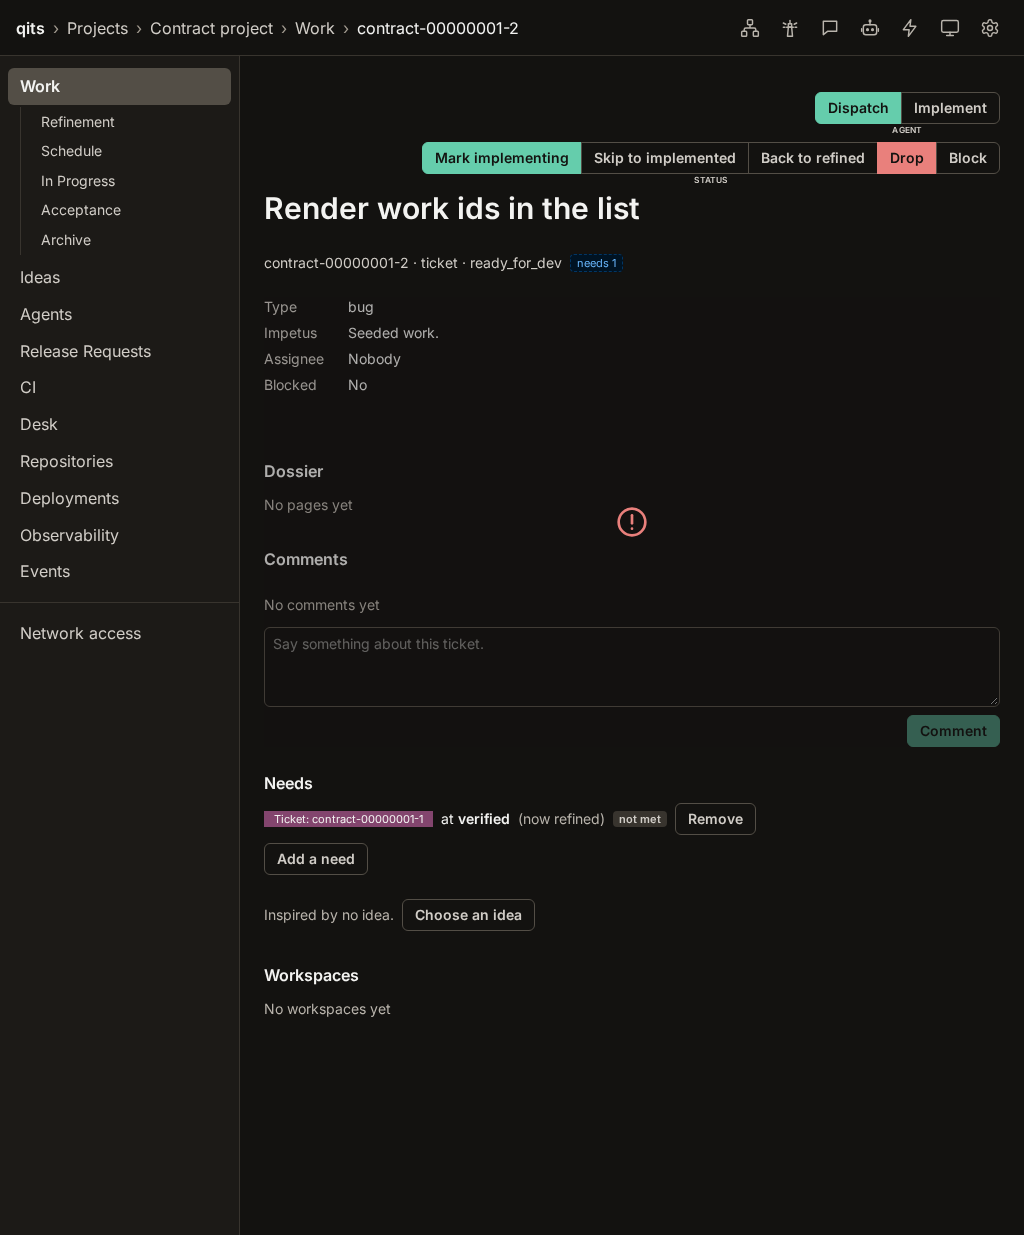 qits › Projects › Contract project › Work › contract-00000001-2
Work
Refinement
Schedule
In Progress
Acceptance
Archive
Ideas
Agents
Release Requests
CI
Desk
Repositories
Deployments
Observability
Events
Network access
Dispatch Implement
AGENT
Mark implementing Skip to implemented Back to refined Drop Block
STATUS
Render work ids in the list
contract-00000001-2 · ticket · ready_for_dev needs 1
Type bug
Impetus Seeded work.
Assignee Nobody
Blocked No
Dossier
No pages yet
Comments
No comments yet
Say something about this ticket.
Comment
Needs
Ticket: contract-00000001-1 at verified (now refined) not met Remove
Add a need
Inspired by no idea. Choose an idea
Workspaces
No workspaces yet